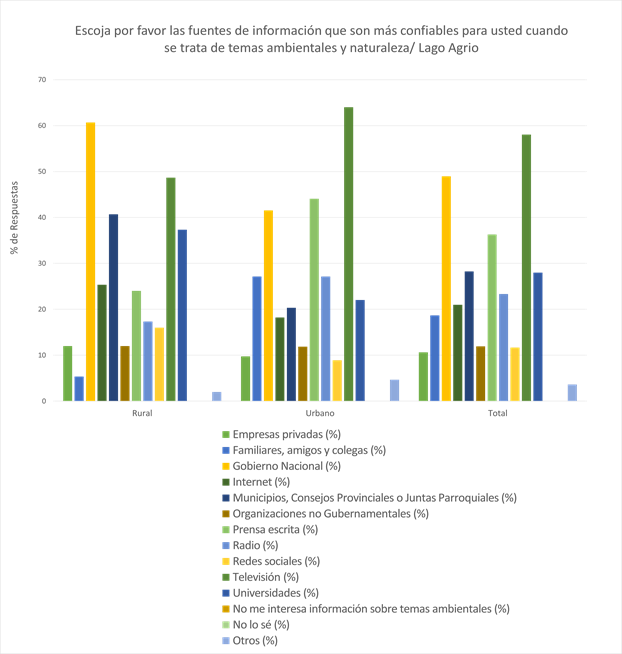 Escoja por favor las fuentes de información que son más confiables para usted cuando
se trata de temas ambientales y naturaleza/ Lago Agrio
70
60
50
40
30
20
10
0
% de Respuestas
Rural
Urbano
Total
Empresas privadas (%)
Familiares, amigos y colegas (%)
Gobierno Nacional (%)
Internet (%)
Municipios, Consejos Provinciales o Juntas Parroquiales (%)
Organizaciones no Gubernamentales (%)
Prensa escrita (%)
Radio (%)
Redes sociales (%)
Televisión (%)
Universidades (%)
No me interesa información sobre temas ambientales (%)
No lo sé (%)
Otros (%)